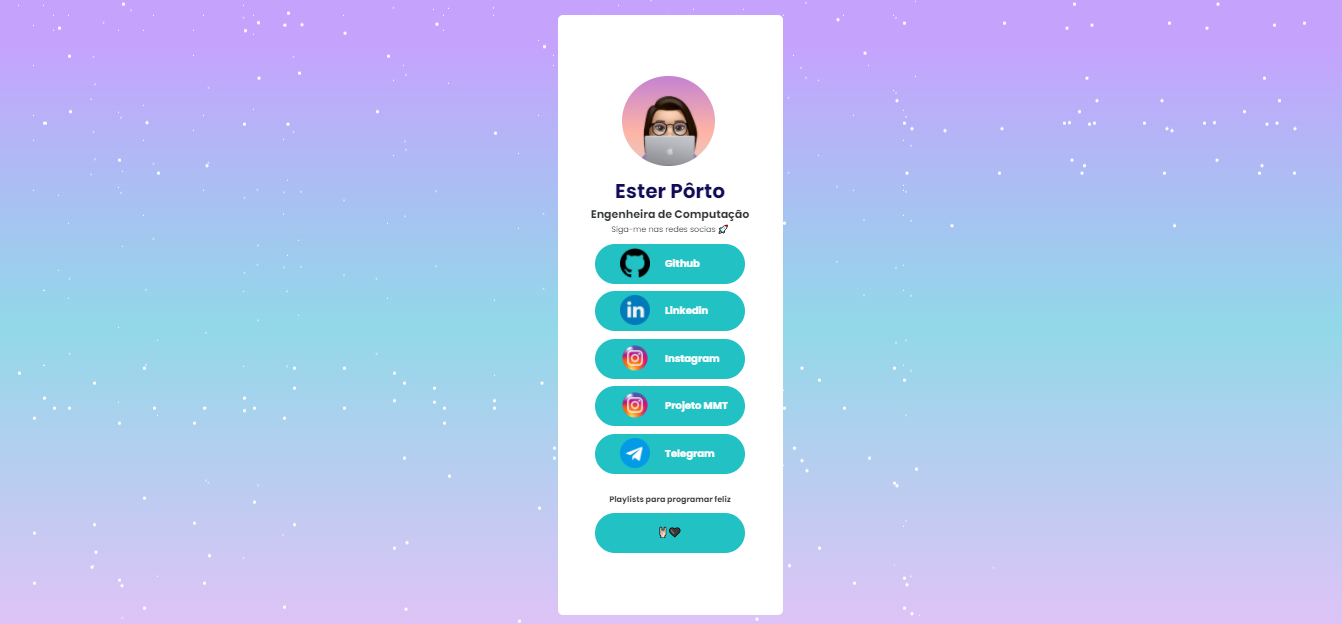 Ester Pôrto
Engenheira de Computação
Siga-me nas redes socias 🚀
Github
Linkedin
Instagram
Projeto MMT
Telegram
Playlists para programar feliz